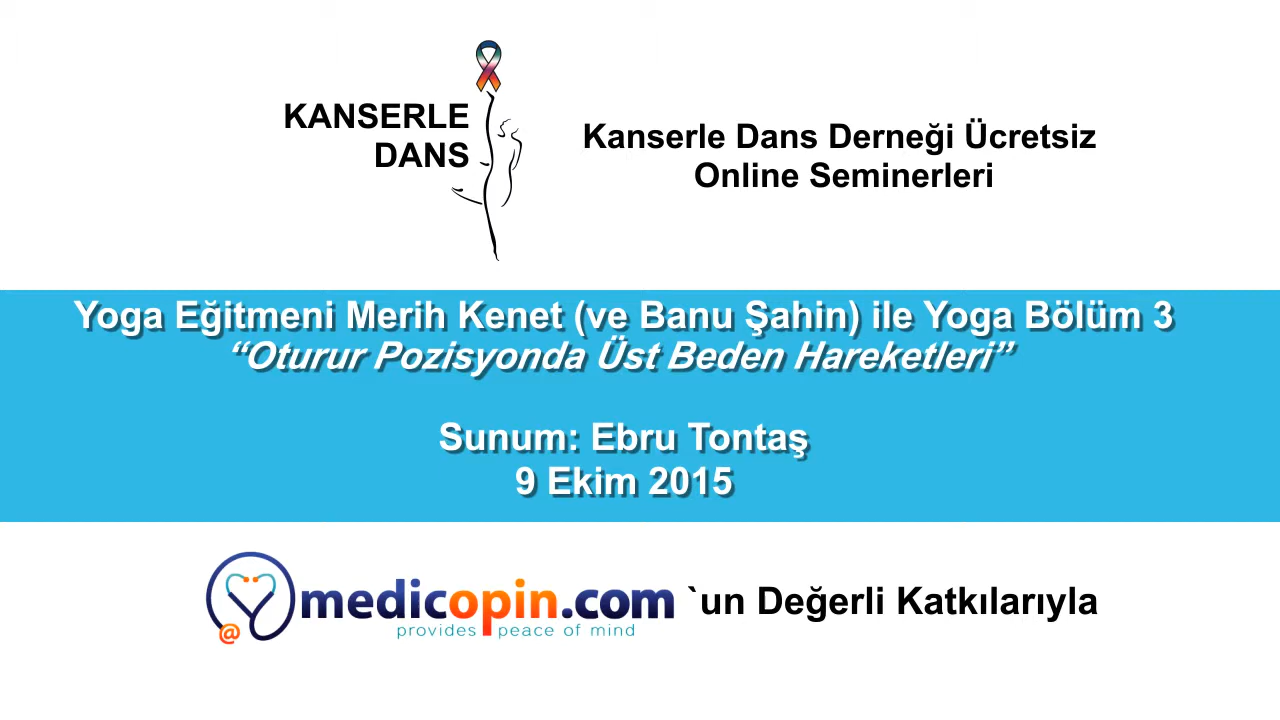 KANSERLE
DANS
Kanserle Dans Derneği Ücretsiz
Online Seminerleri
Yoga Eğitmeni Merih Kenet (ve Banu Şahin) ile Yoga Bölüm 3
“Oturur Pozisyonda Üst Beden Hareketleri”
Sunum: Ebru Tontaş
9 Ekim 2015
@medicopin.com `un Değerli Katkılarıyla
provides peace of mind